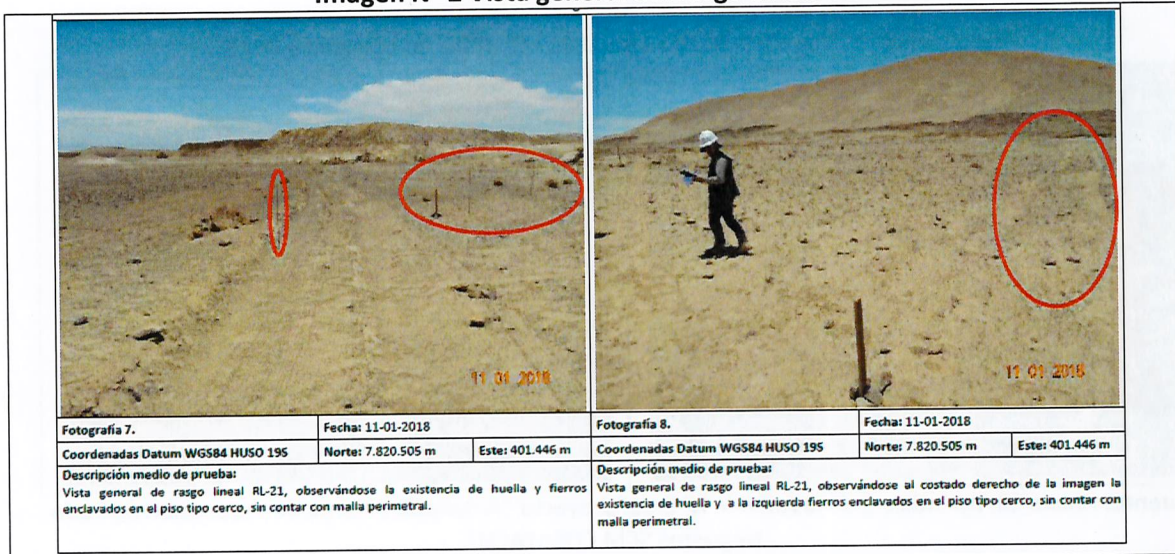 11 01 2018
11 01 2018
Fotografía 7.
Fecha: 11-01-2018
Coordenadas Datum WGS84 HUSO 19S
Norte: 7.820.505 m
Este: 401.446 m
Descripción medio de prueba:
Vista general de rasgo lineal RL-21, observándose la existencia de huella y fierros
enclavados en el piso tipo cerco, sin contar con malla perimetral.
Fotografía 8.
Fecha: 11-01-2018
Coordenadas Datum WGS84 HUSO 19S
Norte: 7.820.505 m
Este: 401.446 m
Descripción medio de prueba:
Vista general de rasgo lineal RL-21, observándose al costado derecho de la imagen la
existencia de huella y a la izquierda fierros enclavados en el piso tipo cerco, sin contar con
malla perimetral.